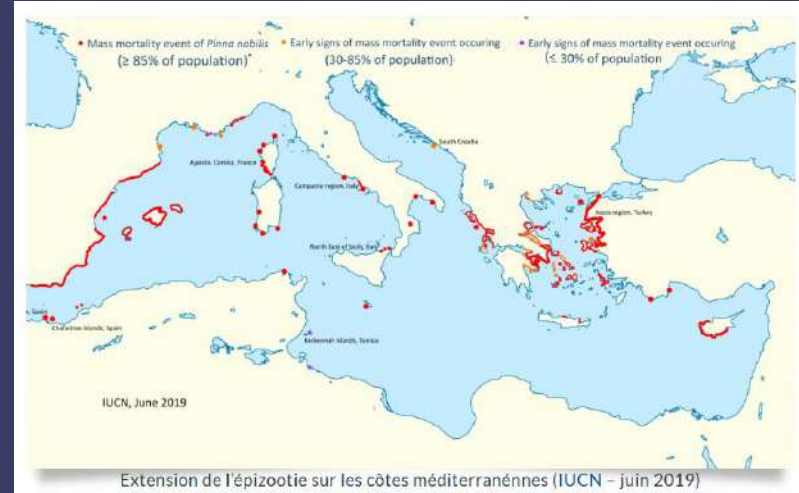 Mass mortality event of Pinna nobilis
(≥ 85% of population)*
Early signs of mass mortality event occuring
(30-85% of population)
Early signs of mass mortality event occuring
(≤ 30% of population
South Croatia
Ajaccio, Corsica, France
Campania region, Italy
Assos region, Turkey
North East of Sicily, Italy
Spain
Chafarinas Islands, Spain
Kerkennah Islands, Tunisia
IUCN, June 2019
Extension de l'épizootie sur les côtes méditerranénnes (IUCN – juin 2019)